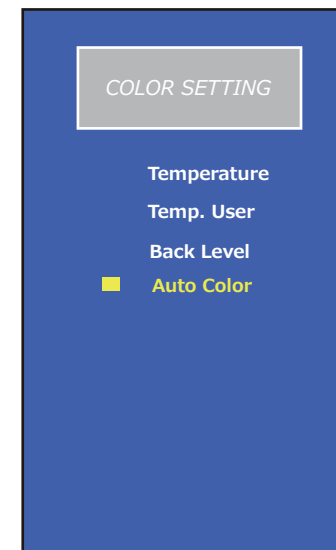 COLOR SETTING
Temperature
Temp. User
Back Level
Auto Color